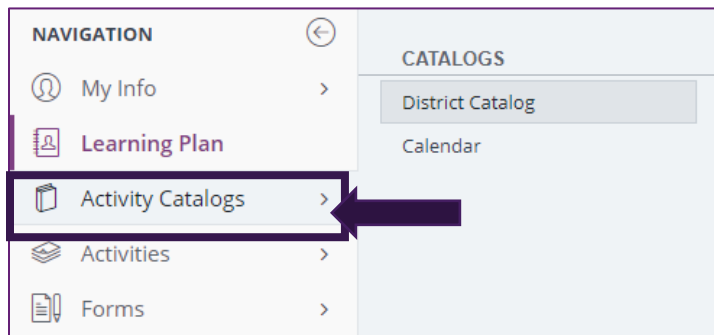 NAVIGATION
My Info
Learning Plan
Activity Catalogs
Activities
Forms
CATALOGS
District Catalog
Calendar